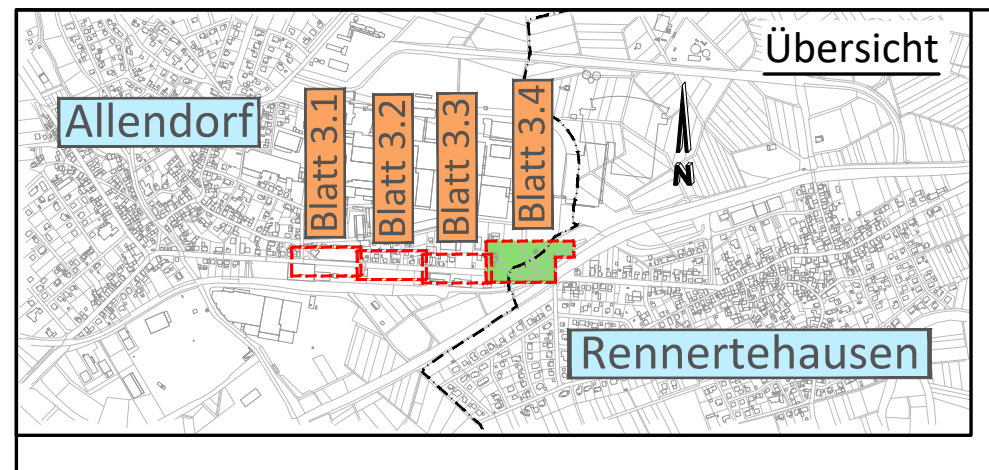 Übersicht
Allendorf
Blatt 3.1
Blatt 3.2
Blatt 3.3
Blatt 3.4
N
Rennertehausen